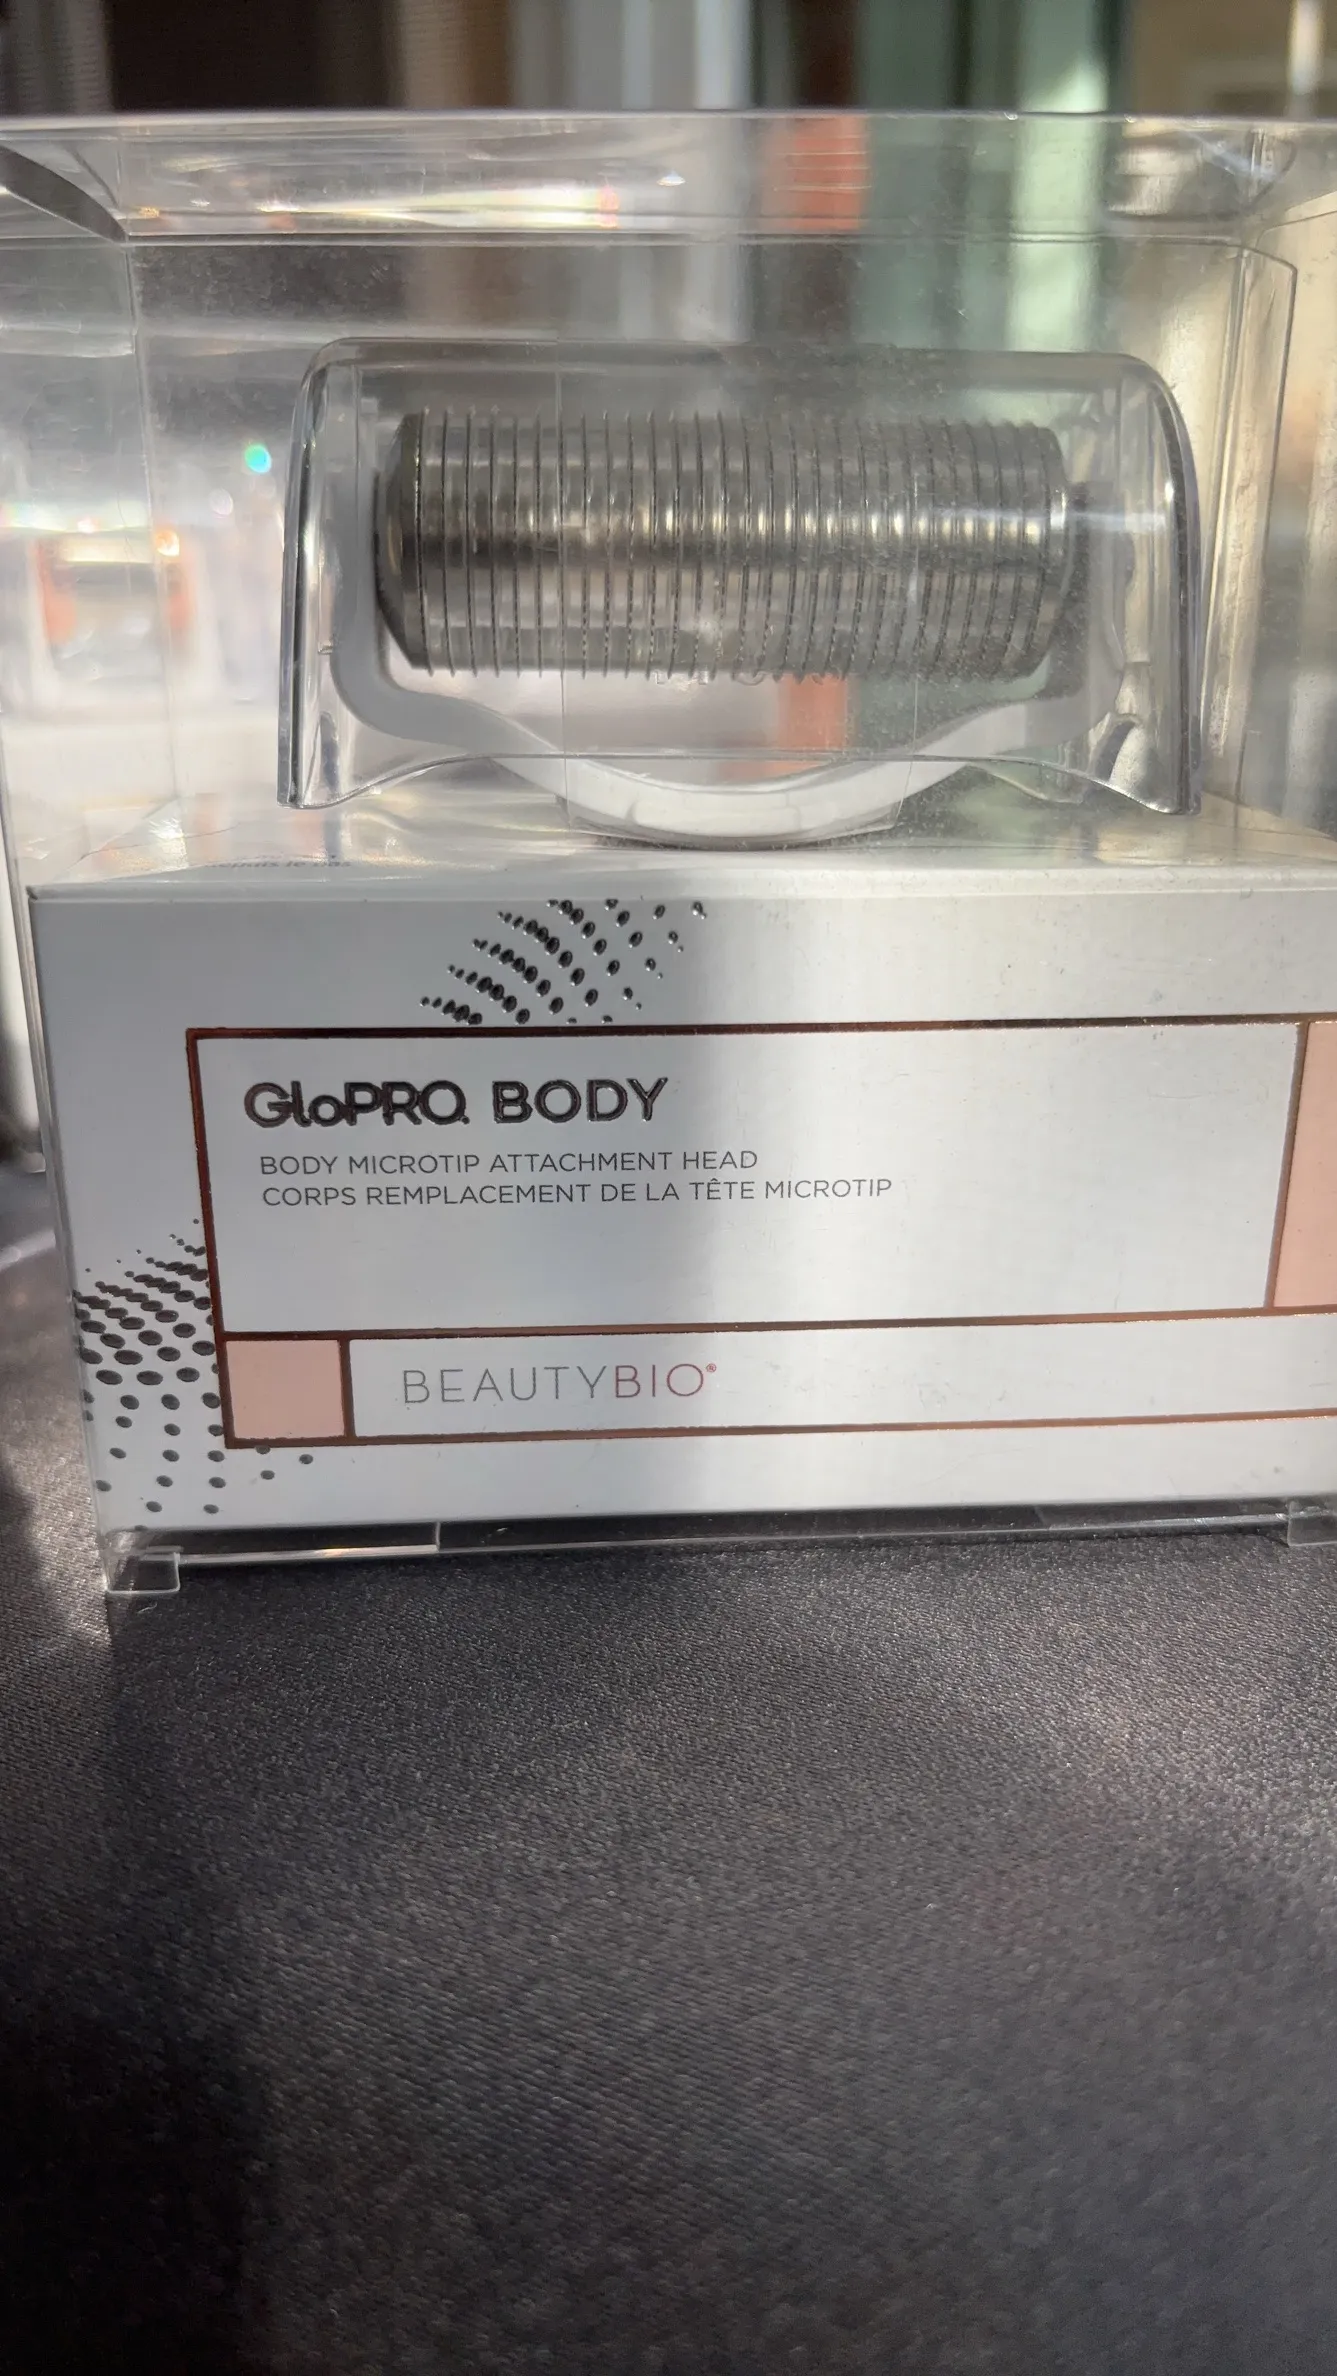 GloPRO. BODY
BODY MICROTIP ATTACHMENT HEAD
CORPS REMPLACEMENT DE LA TÊTE MICROTIP
BEAUTYBIO®